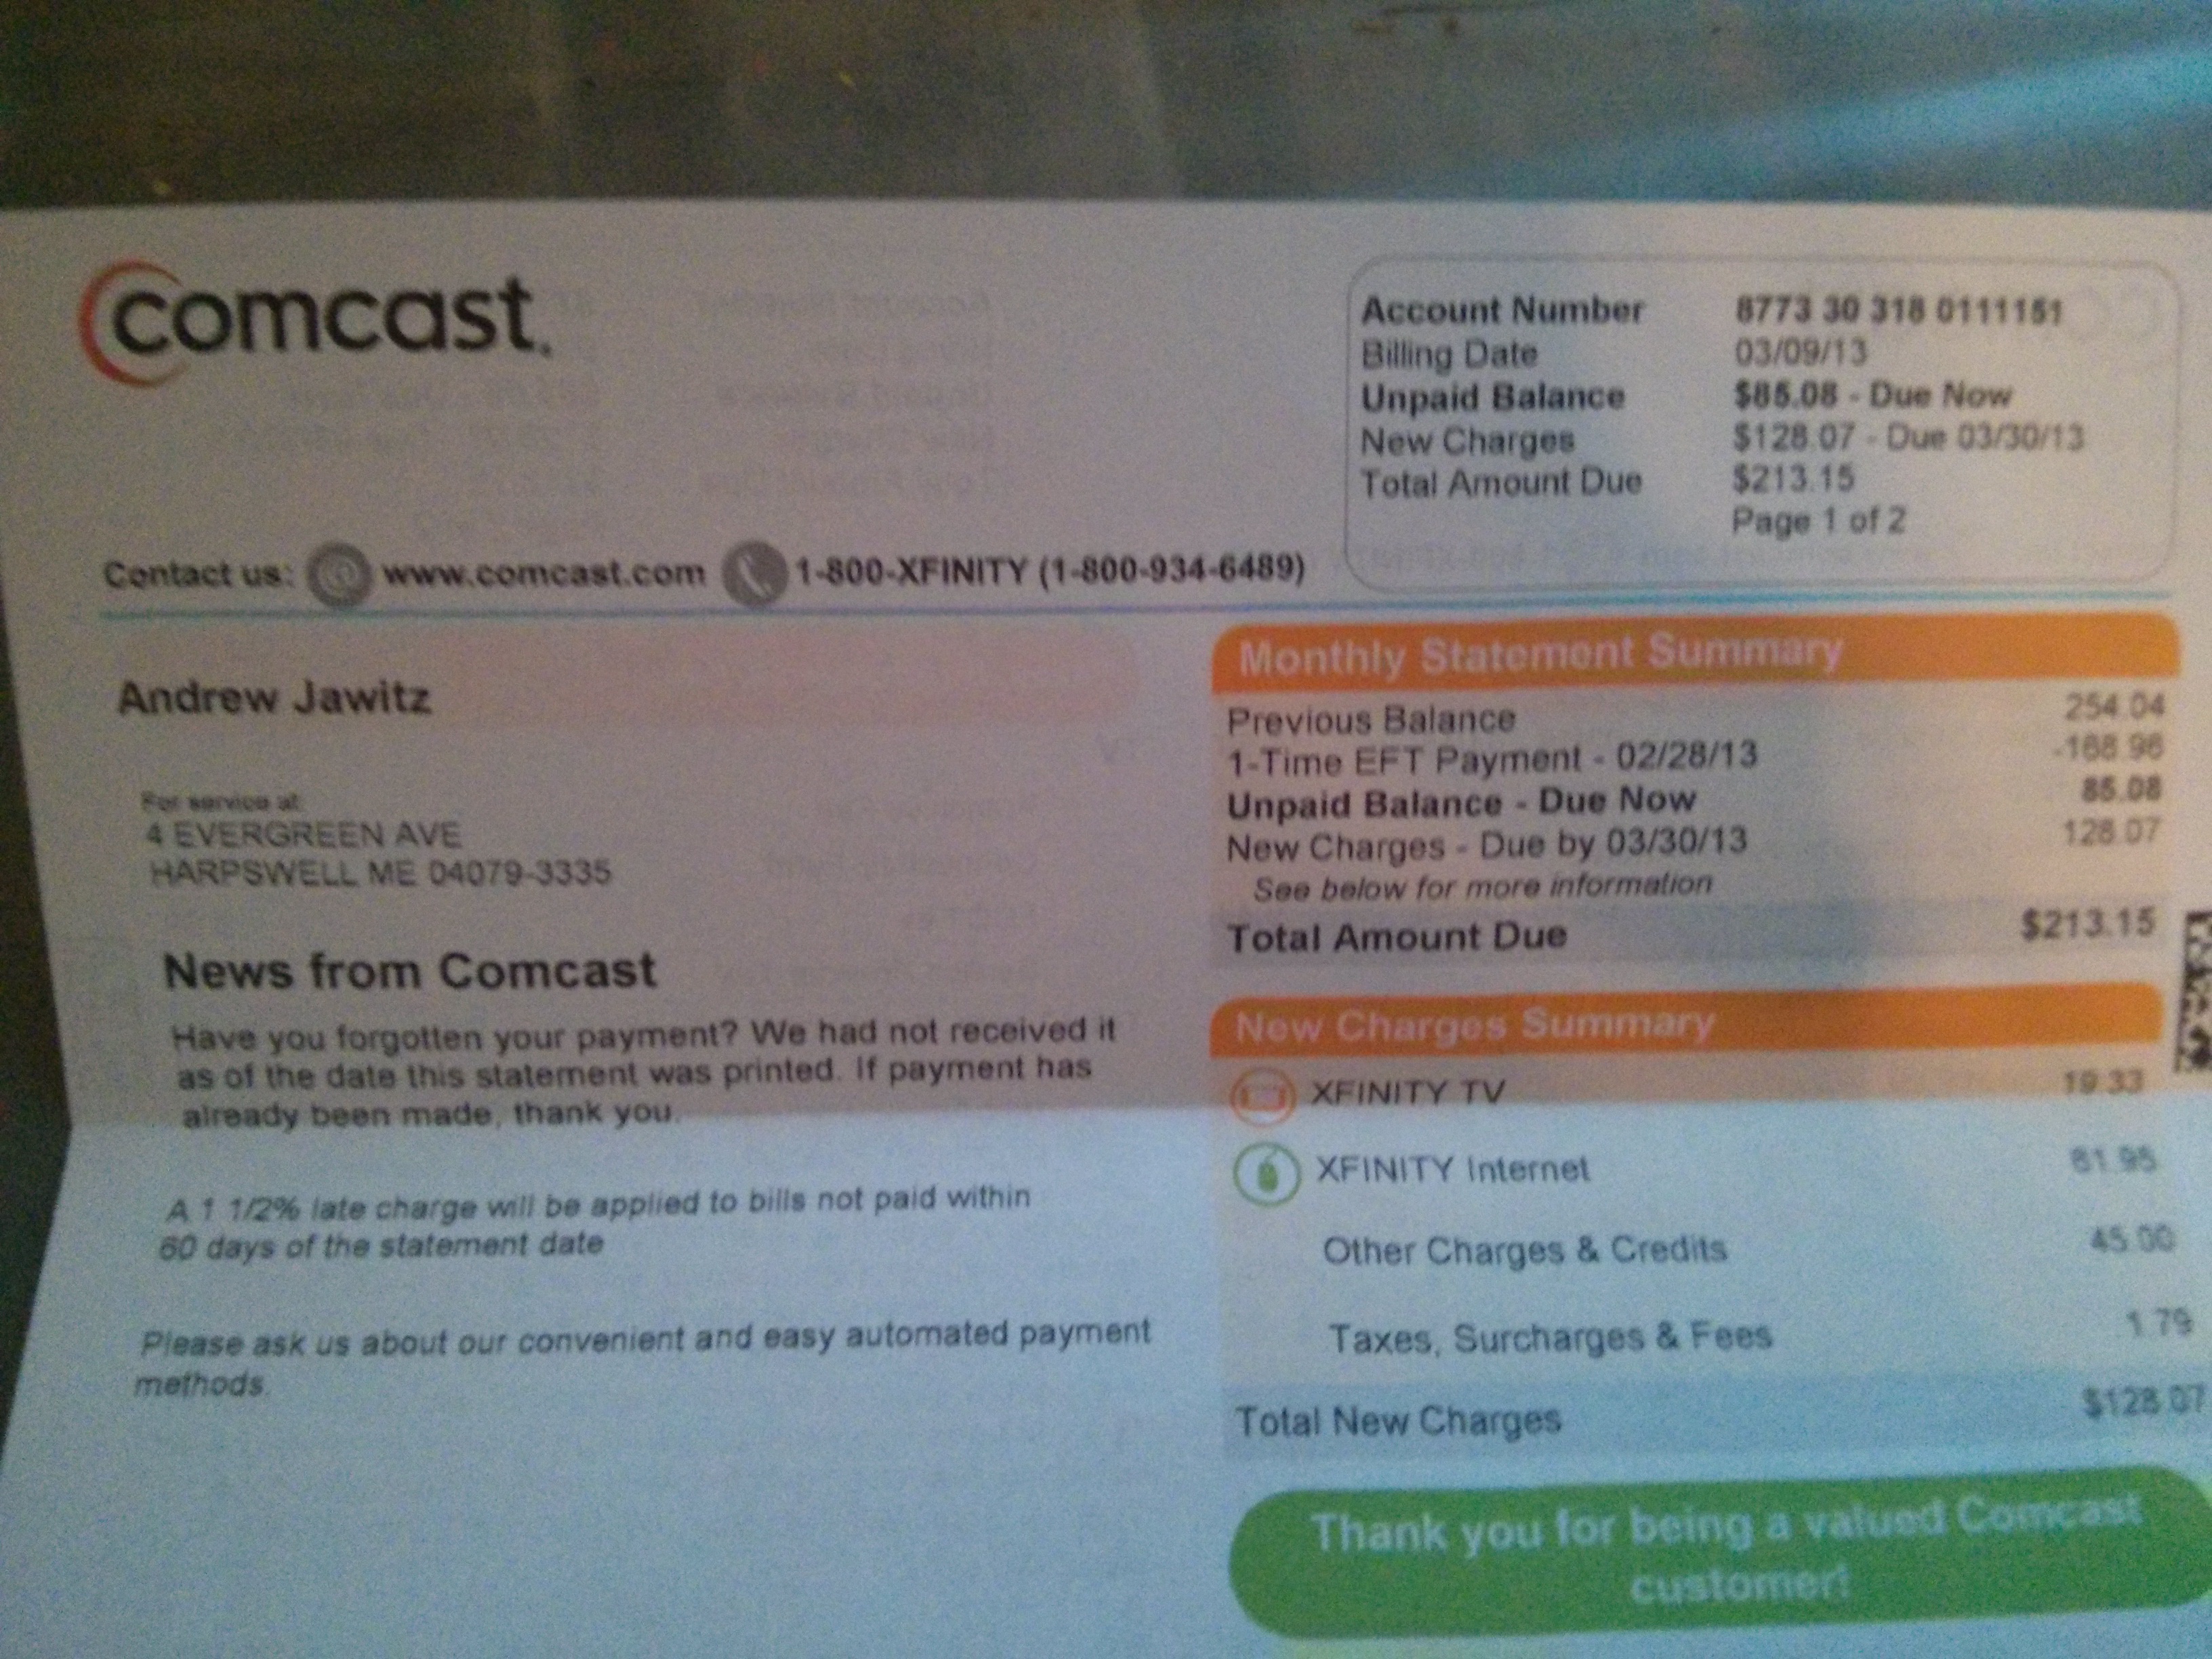 comcast.
Account Number 8773 30 318 0111151
Billing Date 03/09/13
Unpaid Balance $85.08 - Due Now
New Charges $128.07 - Due 03/30/13
Total Amount Due $213.15
Page 1 of 2
Contact us: @ www.comcast.com 1-800-XFINITY (1-800-934-6489)
Andrew Jawitz
For service at:
4 EVERGREEN AVE
HARPSWELL ME 04079-3335
News from Comcast
Have you forgotten your payment? We had not received it
as of the date this statement was printed. If payment has
already been made, thank you.
A 1 1/2% late charge will be applied to bills not paid within
60 days of the statement date
Please ask us about our convenient and easy automated payment
methods.
Monthly Statement Summary
Previous Balance 254.04
1-Time EFT Payment - 02/28/13 -168.96
Unpaid Balance - Due Now 85.08
New Charges - Due by 03/30/13 128.07
See below for more information
Total Amount Due $213.15
New Charges Summary
XFINITY TV 19.33
XFINITY Internet 61.95
Other Charges & Credits 45.00
Taxes, Surcharges & Fees 1.79
Total New Charges $128.07
Thank you for being a valued Comcast
customer!